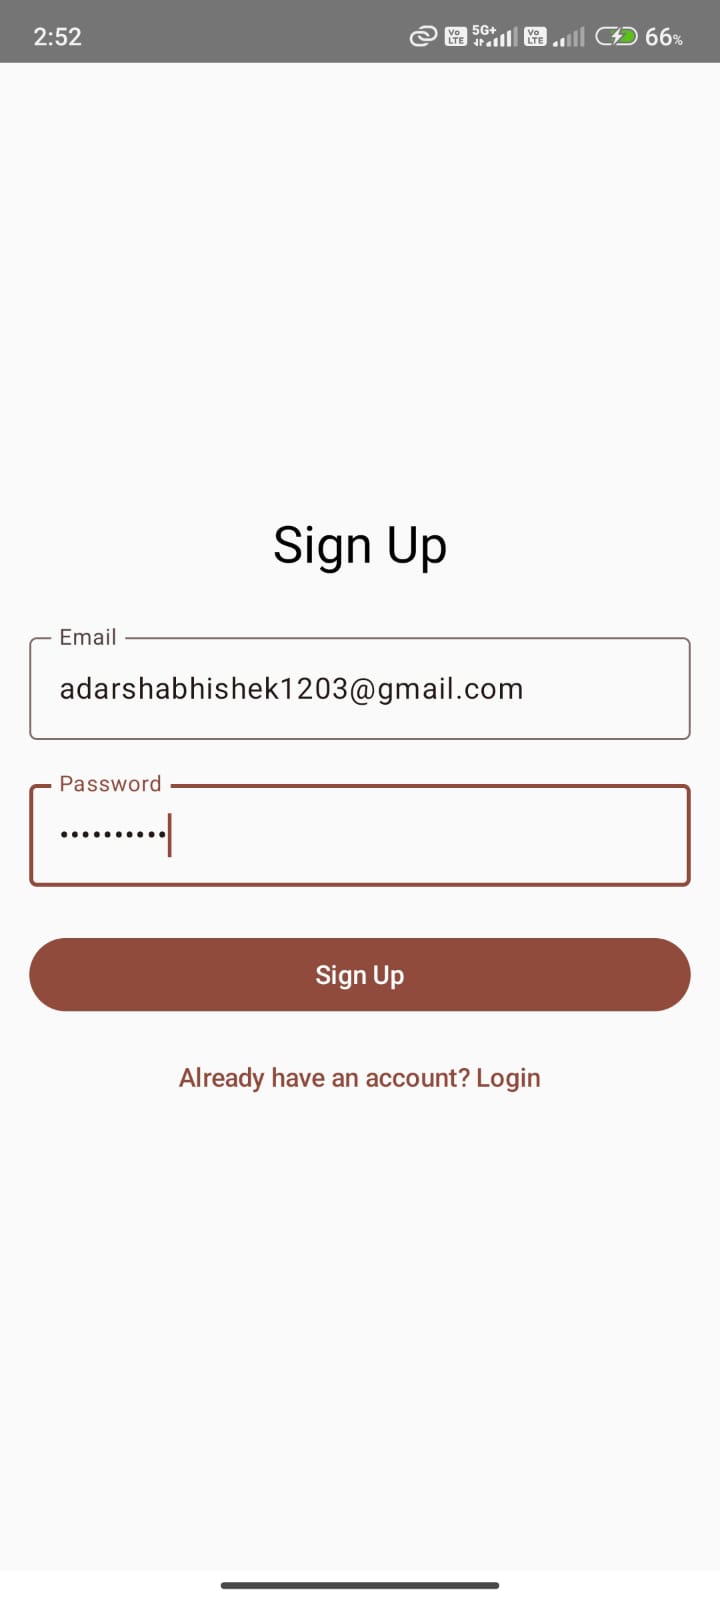 2:52 Vo LTE 5G+ Vo LTE 66%
Sign Up
Email
adarshabhishek1203@gmail.com
Password
••••••••••
Sign Up
Already have an account? Login